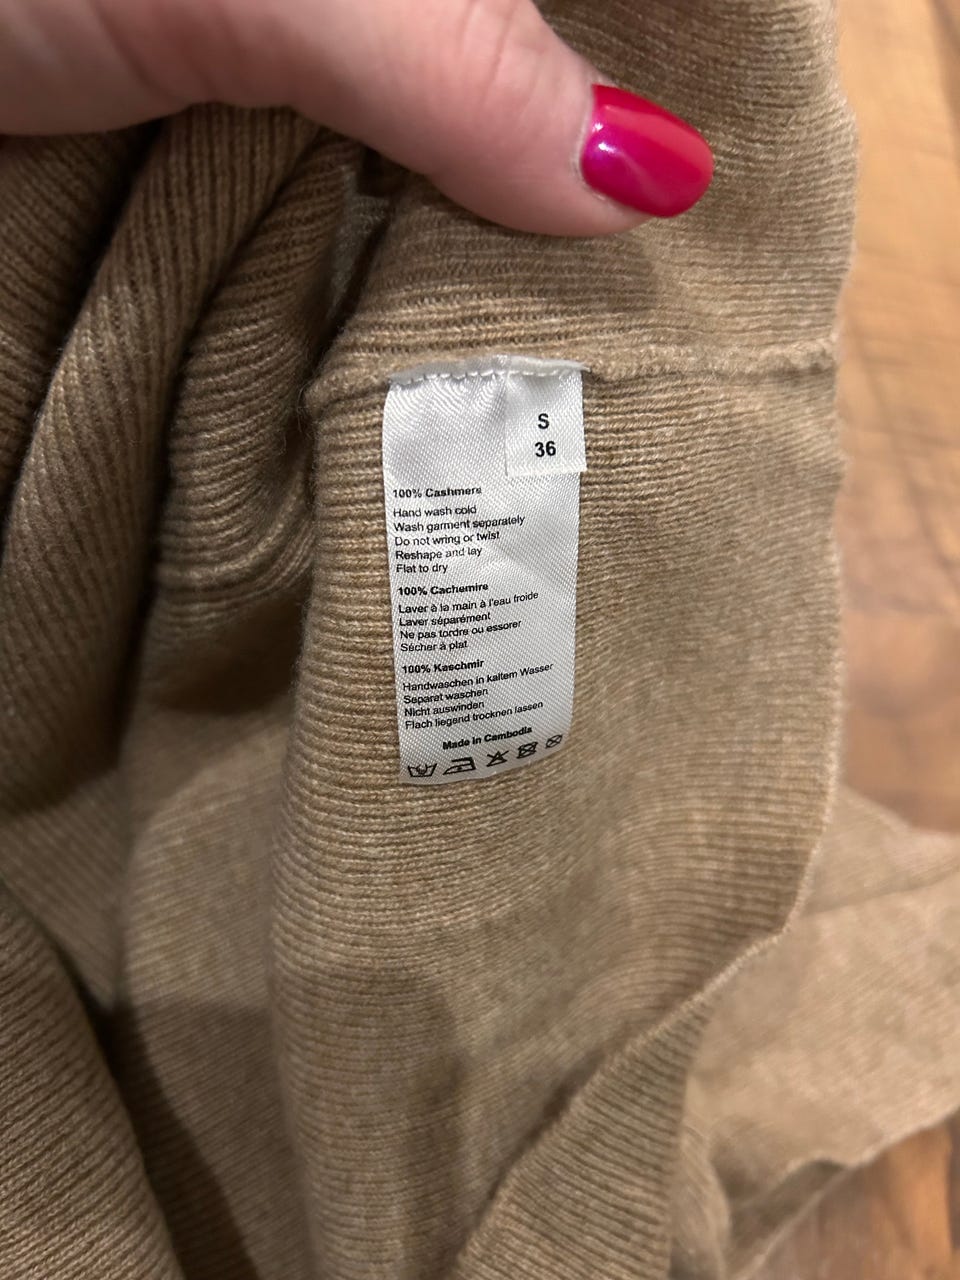 S
36
100% Cashmere
Hand wash cold
Wash garment separately
Do not wring or twist
Reshape and lay
Flat to dry
100% Cachemire
Laver à la main à l'eau froide
Laver séparément
Ne pas tordre ou essorer
Sécher à plat
100% Kaschmir
Handwaschen in kaltem Wasser
Separat waschen
Nicht auswinden
Flach liegend trocknen lassen
Made in Cambodia